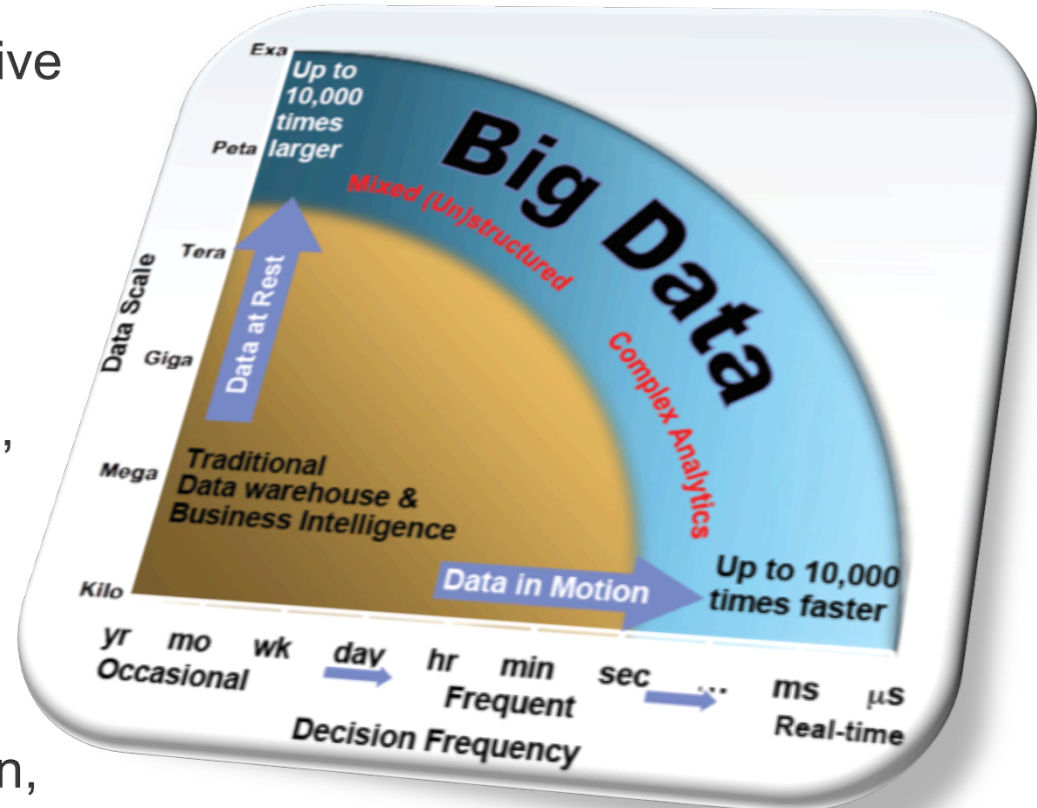 ive
,
n,
Exa
Up to
10,000
times
larger
Peta
Big Data
Mixed (Un)structured
Tera
Data at Rest
Data Scale
Giga
Complex Analytics
Mega
Traditional
Data warehouse &
Business Intelligence
Data in Motion
Up to 10,000
times faster
Kilo
yr mo wk day hr min sec ... ms μs
Occasional Frequent Real-time
Decision Frequency